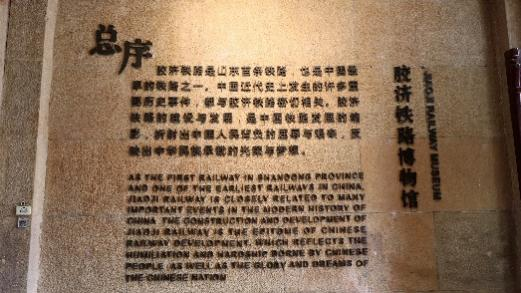 总序
胶济铁路是山东首条铁路，也是中国最
早的铁路之一。中国近代史上发生的许多重
要历史事件，都与胶济铁路密切相关。胶济
铁路的建设与发展，是中国铁路发展的缩
影，折射出中国人民担负的屈辱与艰辛，反
映出中华民族承载的光荣与梦想。
AS THE FIRST RAILWAY IN SHANDONG PROVINCE
AND ONE OF THE EARLIEST RAILWAYS IN CHINA,
JIAOJI RAILWAY IS CLOSELY RELATED TO MANY
IMPORTANT EVENTS IN THE MODERN HISTORY OF
CHINA. THE CONSTRUCTION AND DEVELOPMENT OF
JIAOJI RAILWAY IS THE EPITOME OF CHINESE
RAILWAY DEVELOPMENT, WHICH REFLECTS THE
HUMILIATION AND HARDSHIP BORNE BY CHINESE
PEOPLE, AS WELL AS THE GLORY AND DREAMS OF
THE CHINESE NATION
胶济铁路博物馆
JIAOJI RAILWAY MUSEUM